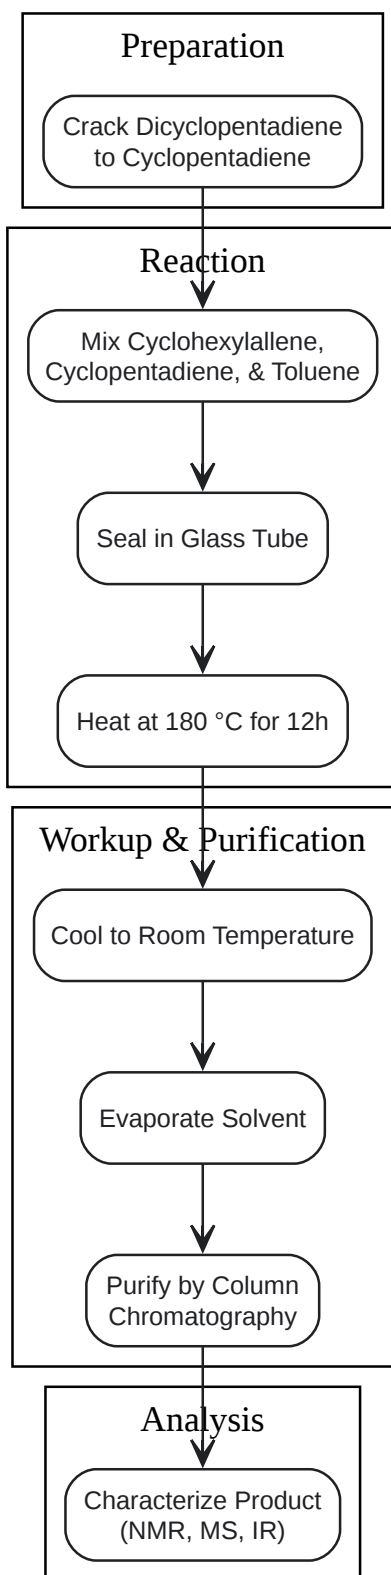 Preparation
Crack Dicyclopentadiene
to Cyclopentadiene
Reaction
Mix Cyclohexylallene,
Cyclopentadiene, & Toluene
Seal in Glass Tube
Heat at 180 °C for 12h
Workup & Purification
Cool to Room Temperature
Evaporate Solvent
Purify by Column
Chromatography
Analysis
Characterize Product
(NMR, MS, IR)